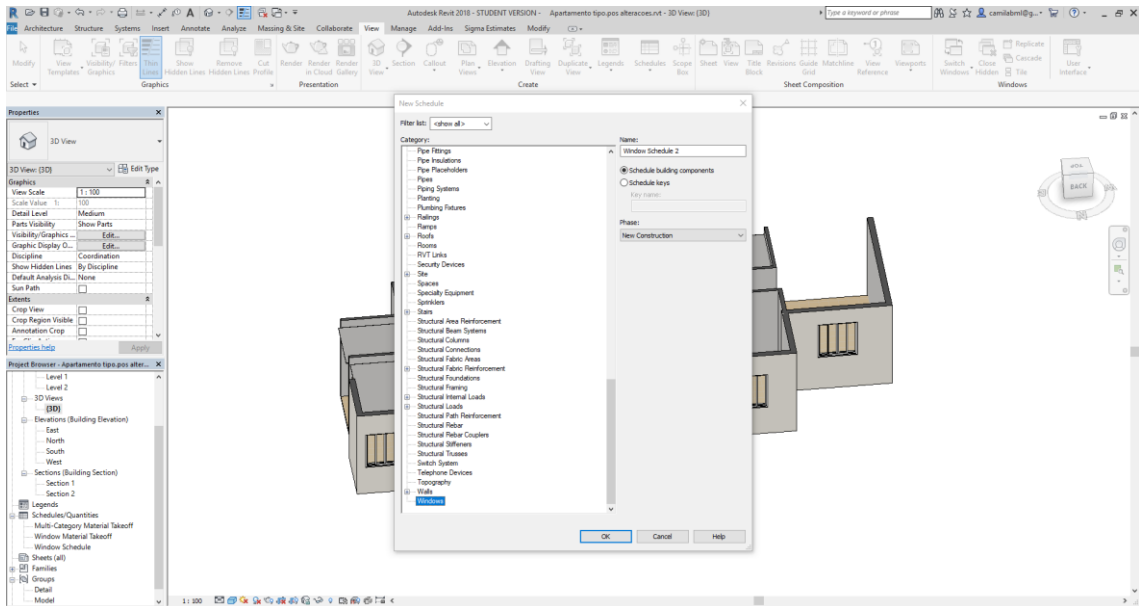 Autodesk Revit 2018 - STUDENT VERSION - Apartamento tipo.pos alteracoes.rvt - 3D View: {3D}
Type a keyword or phrase
camilabml@g...
File Architecture Structure Systems Insert Annotate Analyze Massing & Site Collaborate View Manage Add-Ins Sigma Estimates Modify
Modify
View Templates
Visibility/ Graphics
Filters
Thin Lines
Show Hidden Lines
Remove Hidden Lines
Cut Profile
Render
Render in Cloud
Render Gallery
3D View
Section
Callout
Plan Views
Elevation
Drafting View
Duplicate View
Legends
Schedules
Scope Box
Sheet
View
Title Block
Revisions
Guide Grid
Matchline
View Reference
Viewports
Switch Windows
Close Hidden
Replicate
Cascade
Tile
User Interface
Select
Graphics
Presentation
Create
Sheet Composition
Windows
Properties
3D View
3D View: {3D}
Edit Type
Graphics
View Scale 1 : 100
Scale Value 1: 100
Detail Level Medium
Parts Visibility Show Parts
Visibility/Graphics ... Edit...
Graphic Display O... Edit...
Discipline Coordination
Show Hidden Lines By Discipline
Default Analysis Di... None
Sun Path
Extents
Crop View
Crop Region Visible
Annotation Crop
Properties help
Apply
Project Browser - Apartamento tipo.pos alter...
Level 1
Level 2
3D Views
{3D}
Elevations (Building Elevation)
East
North
South
West
Sections (Building Section)
Section 1
Section 2
Legends
Schedules/Quantities
Multi-Category Material Takeoff
Window Material Takeoff
Window Schedule
Sheets (all)
Families
Groups
Detail
Model
New Schedule
Filter list: <show all>
Category:
Pipe Fittings
Pipe Insulations
Pipe Placeholders
Pipes
Piping Systems
Planting
Plumbing Fixtures
Railings
Ramps
Roofs
Rooms
RVT Links
Security Devices
Site
Spaces
Specialty Equipment
Sprinklers
Stairs
Structural Area Reinforcement
Structural Beam Systems
Structural Columns
Structural Connections
Structural Fabric Areas
Structural Fabric Reinforcement
Structural Foundations
Structural Framing
Structural Internal Loads
Structural Loads
Structural Path Reinforcement
Structural Rebar
Structural Rebar Couplers
Structural Stiffeners
Structural Trusses
Switch System
Telephone Devices
Topography
Walls
Windows
Name:
Window Schedule 2
Schedule building components
Schedule keys
Key name:
Phase:
New Construction
OK
Cancel
Help
BACK
1 : 100